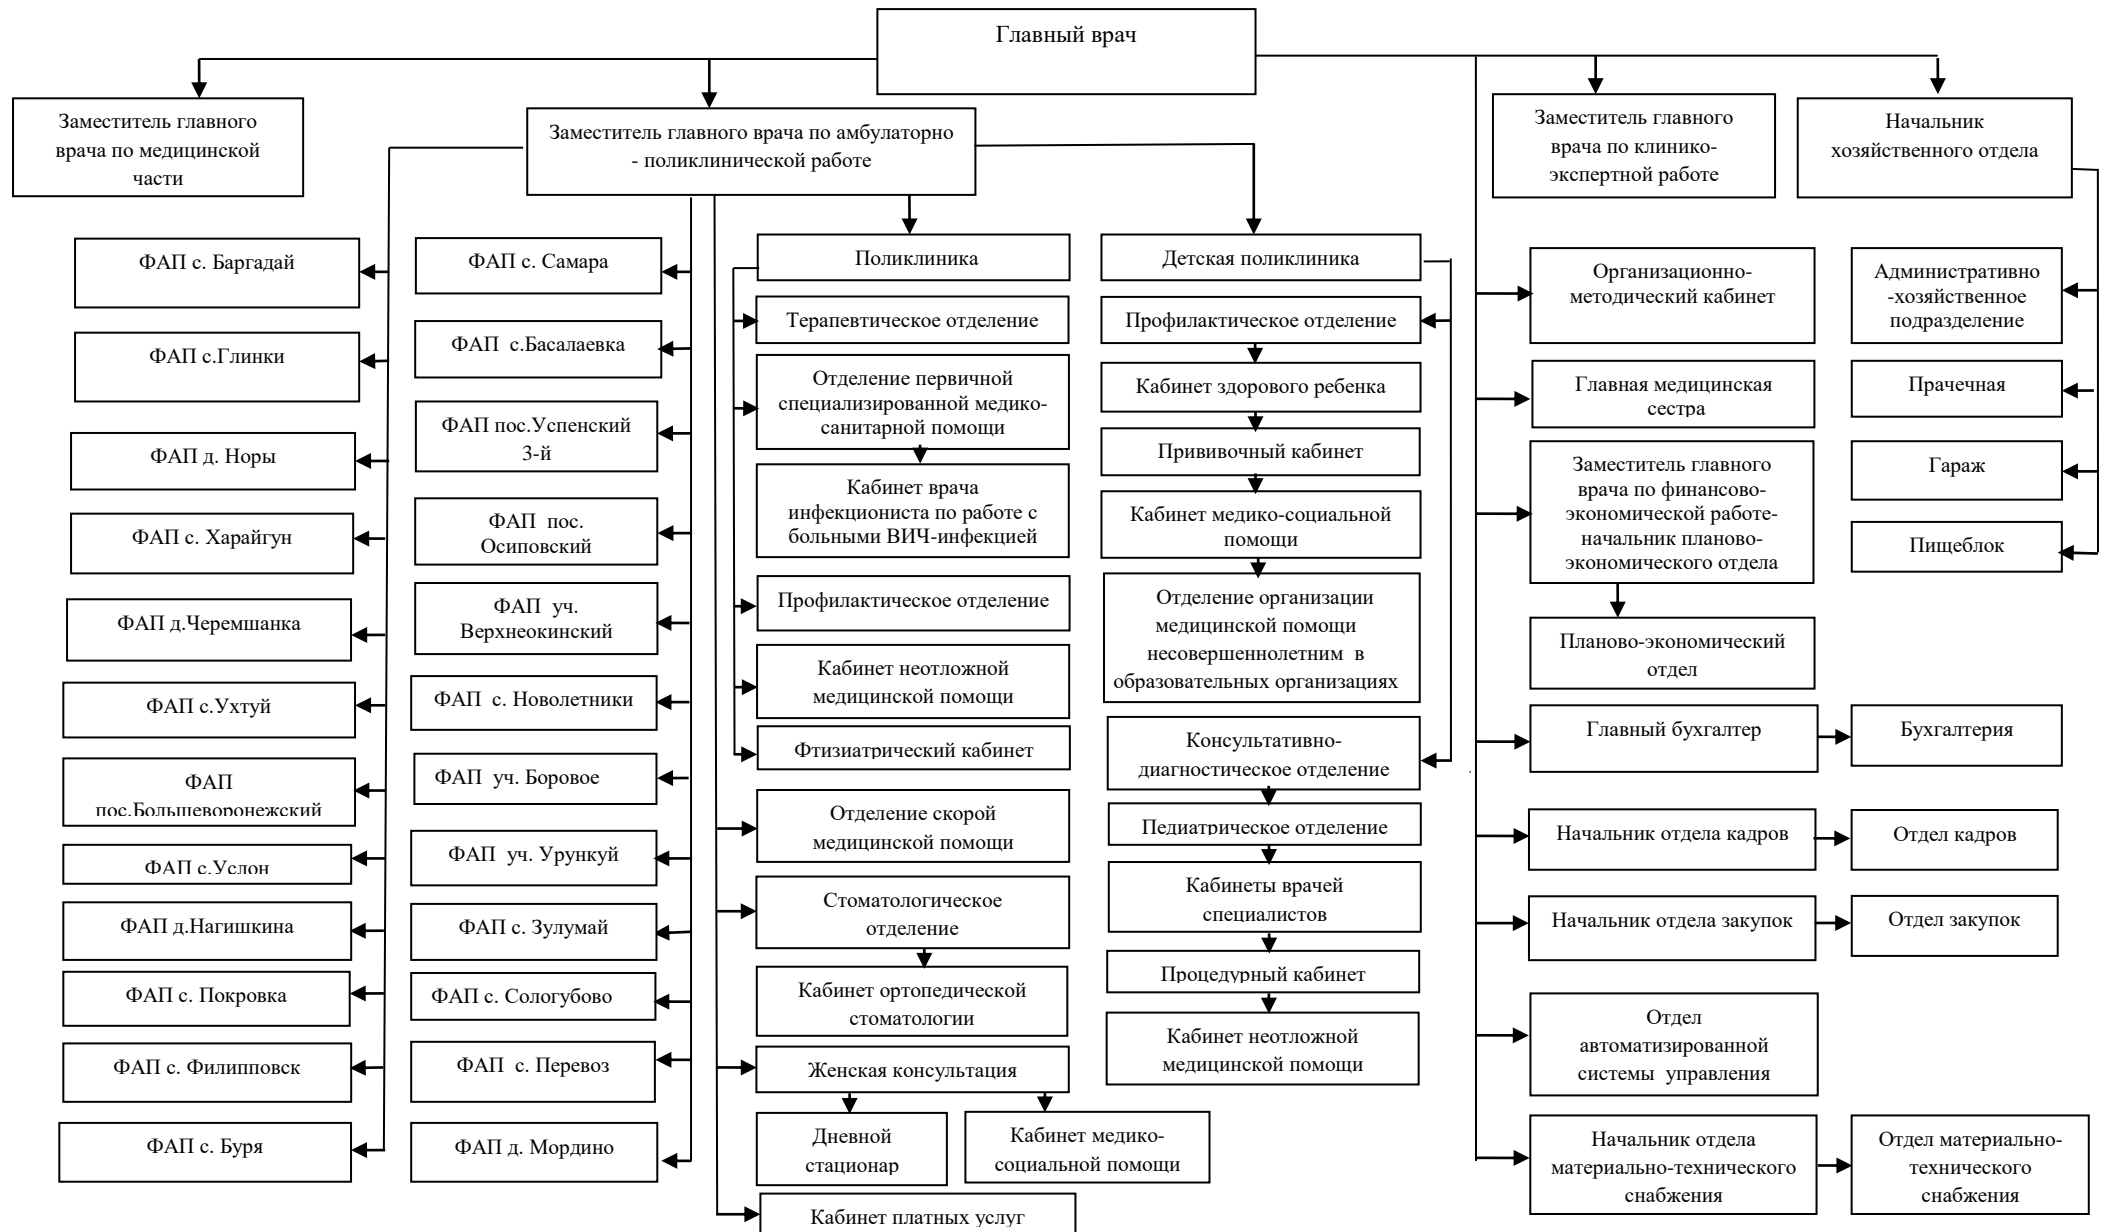 Главный врач
Заместитель главного
врача по медицинской
части
Заместитель главного врача по амбулаторно
- поликлинической работе
Заместитель главного
врача по клинико-
экспертной работе
Начальник
хозяйственного отдела
ФАП с. Баргадай
ФАП с.Глинки
ФАП д. Норы
ФАП с. Харайгун
ФАП д.Черемшанка
ФАП с.Ухтуй
ФАП
пос.Большеворонежский
ФАП с.Услон
ФАП д.Нагишкина
ФАП с. Покровка
ФАП с. Филипповск
ФАП с. Буря
ФАП с. Самара
ФАП с.Басалаевка
ФАП пос.Успенский
3-й
ФАП пос.
Осиповский
ФАП уч.
Верхнеокинский
ФАП с. Новолетники
ФАП уч. Боровое
ФАП уч. Урункуй
ФАП с. Зулумай
ФАП с. Сологубово
ФАП с. Перевоз
ФАП д. Мордино
Поликлиника
Терапевтическое отделение
Отделение первичной
специализированной медико-
санитарной помощи
Кабинет врача
инфекциониста по работе с
больными ВИЧ-инфекцией
Профилактическое отделение
Кабинет неотложной
медицинской помощи
Фтизиатрический кабинет
Отделение скорой
медицинской помощи
Стоматологическое
отделение
Кабинет ортопедической
стоматологии
Женская консультация
Дневной
стационар
Кабинет медико-
социальной помощи
Кабинет платных услуг
Детская поликлиника
Профилактическое отделение
Кабинет здорового ребенка
Прививочный кабинет
Кабинет медико-социальной
помощи
Отделение организации
медицинской помощи
несовершеннолетним в
образовательных организациях
Консультативно-
диагностическое отделение
Педиатрическое отделение
Кабинеты врачей
специалистов
Процедурный кабинет
Кабинет неотложной
медицинской помощи
Организационно-
методический кабинет
Главная медицинская
сестра
Заместитель главного
врача по финансово-
экономической работе-
начальник планово-
экономического отдела
Планово-экономический
отдел
Главный бухгалтер
Бухгалтерия
Начальник отдела кадров
Отдел кадров
Начальник отдела закупок
Отдел закупок
Отдел
автоматизированной
системы управления
Начальник отдела
материально-технического
снабжения
Отдел материально-
технического
снабжения
Административно
-хозяйственное
подразделение
Прачечная
Гараж
Пищеблок